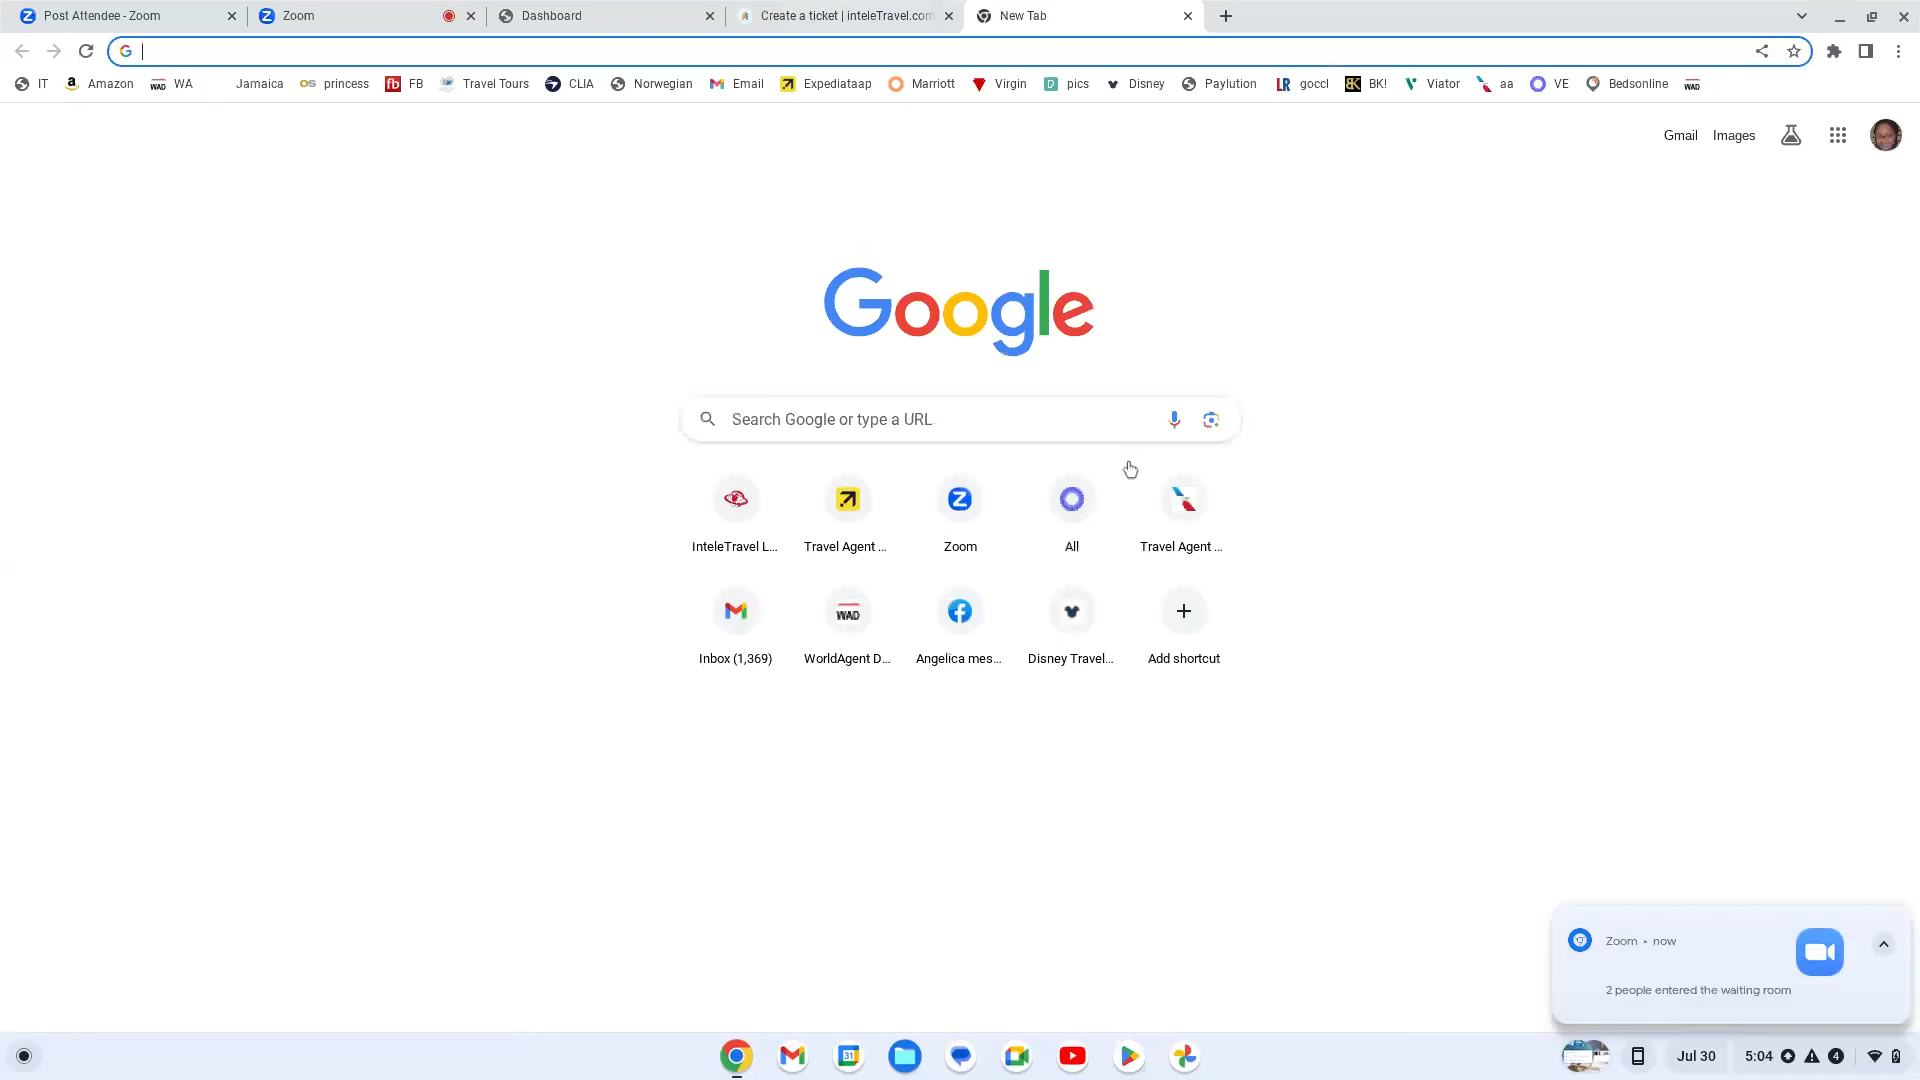 Post Attendee - Zoom
Zoom
Dashboard
Create a ticket | inteleTravel.com
New Tab
IT
Amazon
WA
Jamaica
princess
FB
Travel Tours
CLIA
Norwegian
Email
Expediataap
Marriott
Virgin
pics
Disney
Paylution
goccl
BK!
Viator
aa
VE
Bedsonline
Gmail
Images
Google
Search Google or type a URL
InteleTravel L...
Travel Agent ...
Zoom
All
Travel Agent ...
Inbox (1,369)
WorldAgent D...
Angelica mes...
Disney Travel...
Add shortcut
Zoom • now
2 people entered the waiting room
Jul 30
5:04
4